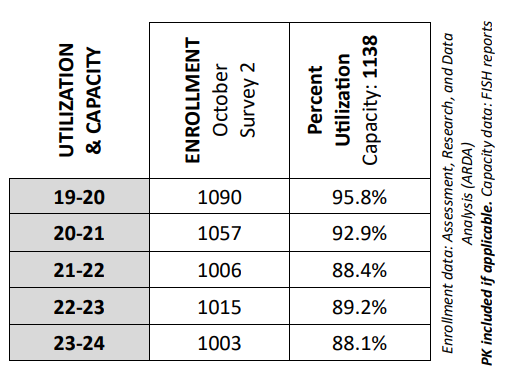 UTILIZATION
& CAPACITY
ENROLLMENT
October
Survey 2
Percent
Utilization
Capacity: 1138
19-20 1090 95.8%
20-21 1057 92.9%
21-22 1006 88.4%
22-23 1015 89.2%
23-24 1003 88.1%
Enrollment data: Assessment, Research, and Data
Analysis (ARDA)
PK included if applicable. Capacity data: FISH reports